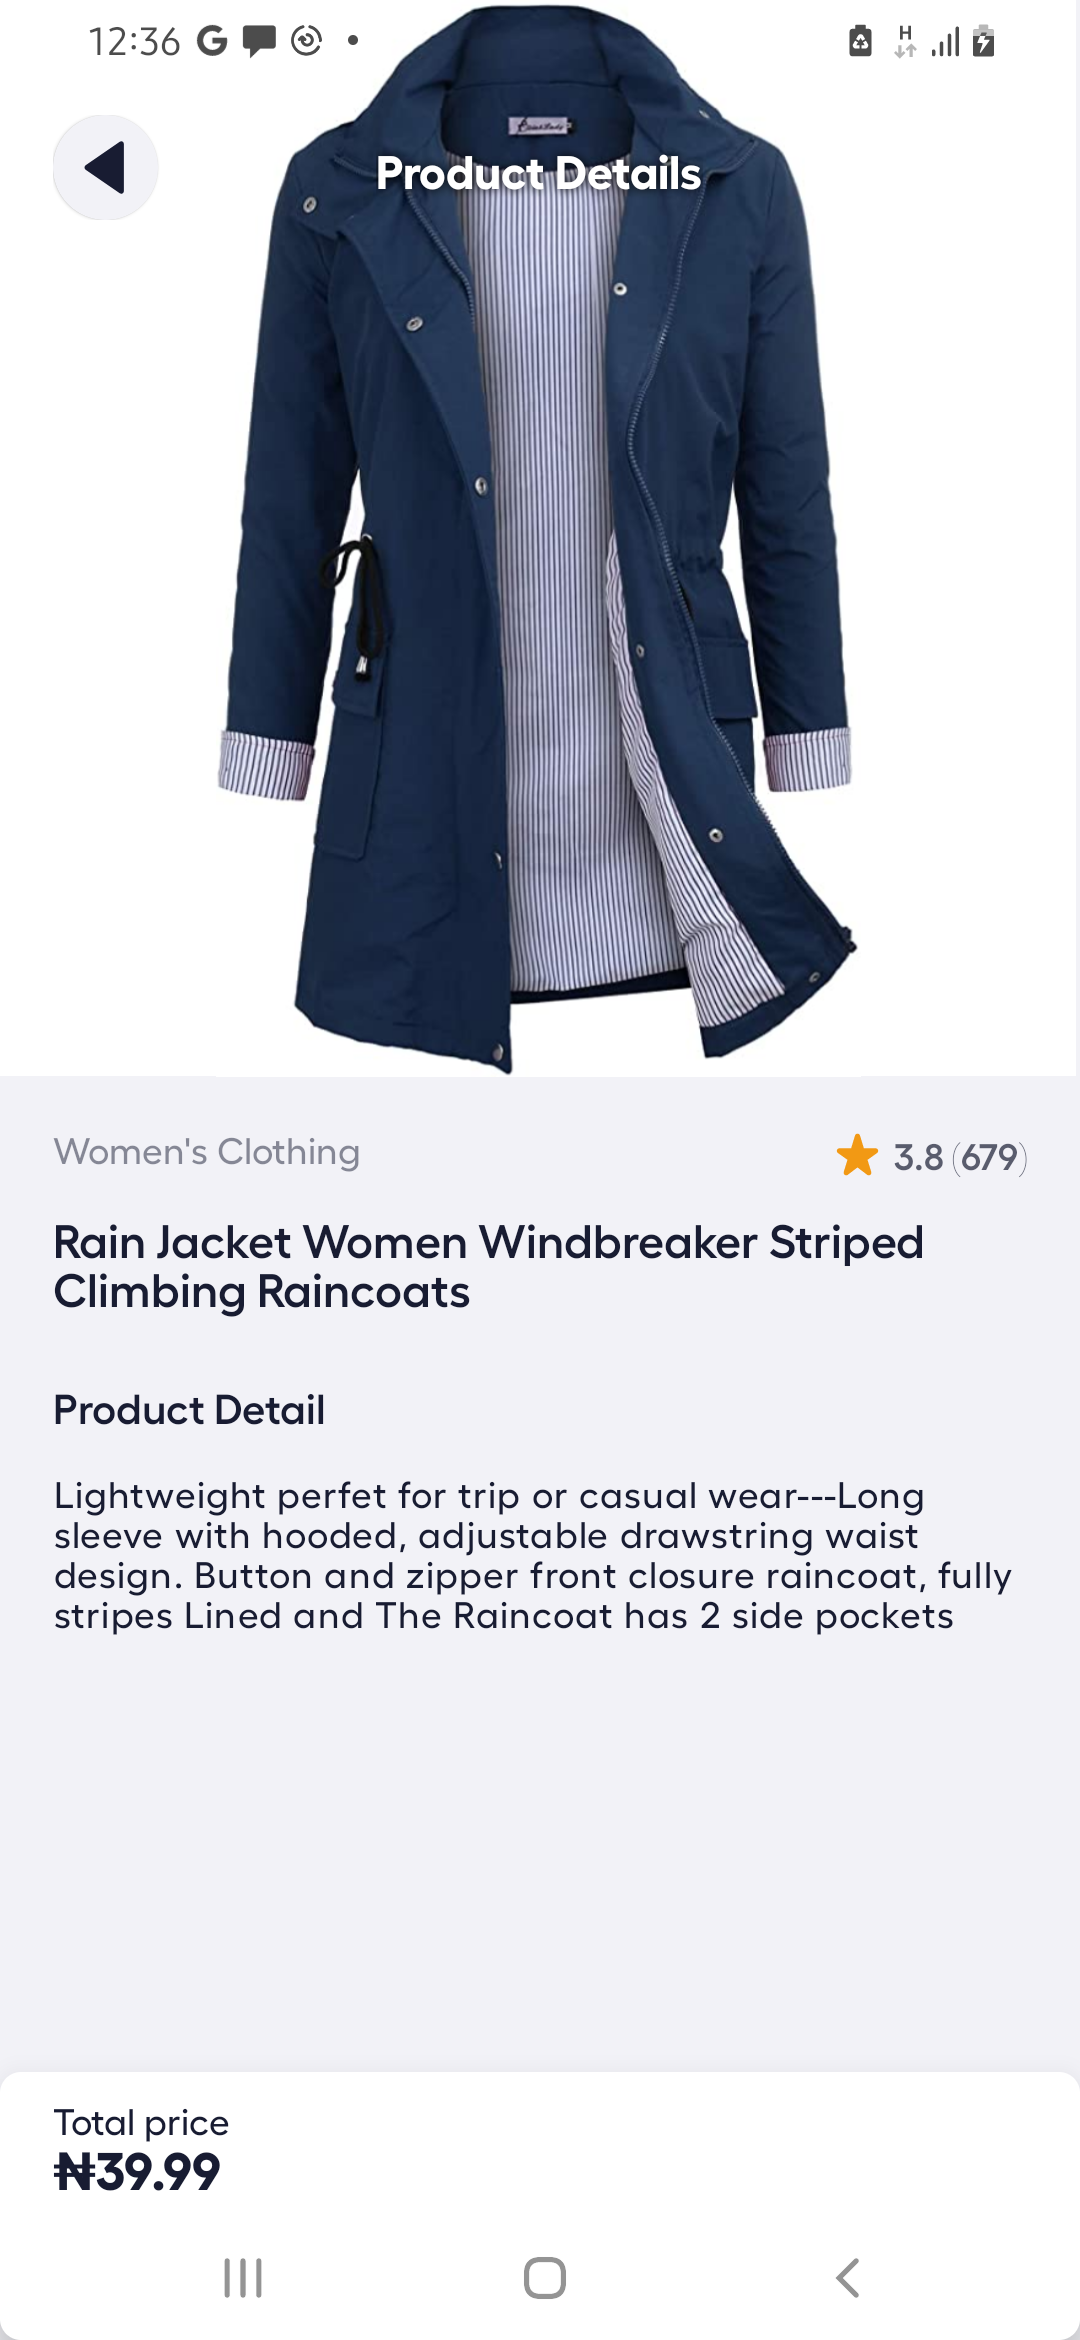 12:36
H
Product Details
Women's Clothing
3.8 (679)
Rain Jacket Women Windbreaker Striped
Climbing Raincoats
Product Detail
Lightweight perfet for trip or casual wear---Long
sleeve with hooded, adjustable drawstring waist
design. Button and zipper front closure raincoat, fully
stripes Lined and The Raincoat has 2 side pockets
Total price
₦39.99